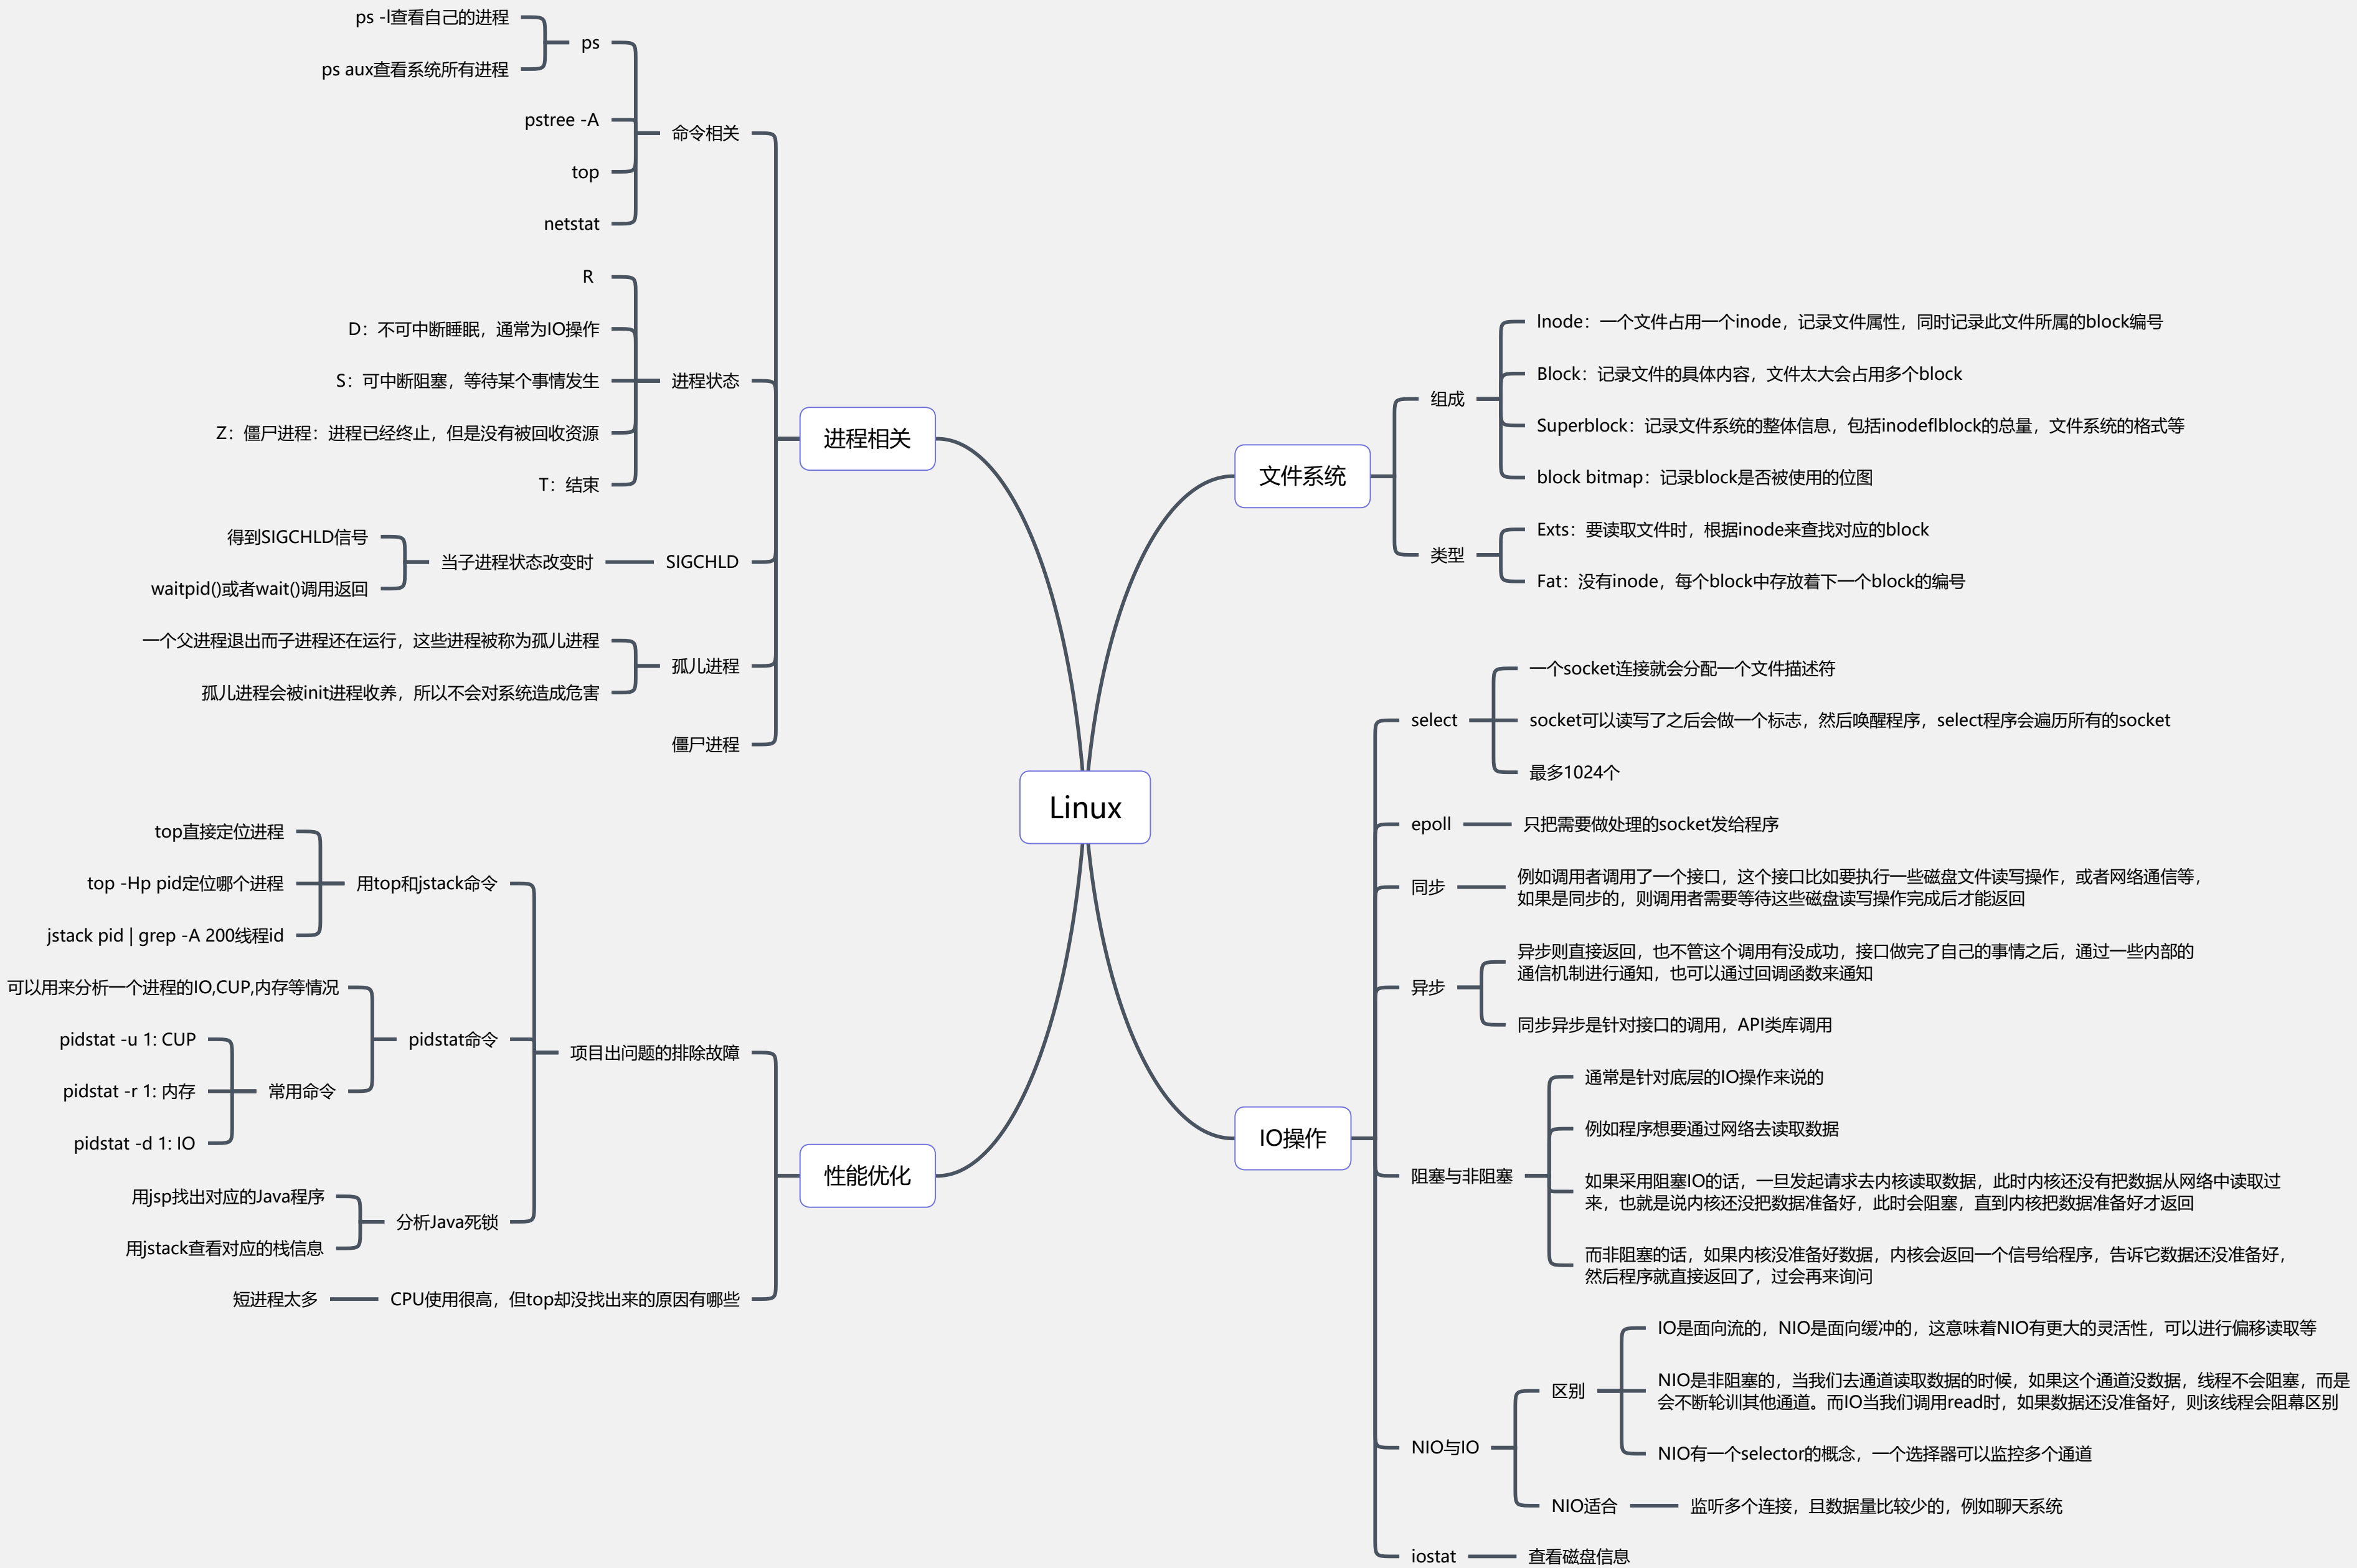 Linux
进程相关
命令相关
ps
ps -l查看自己的进程
ps aux查看系统所有进程
pstree -A
top
netstat
进程状态
R
D：不可中断睡眠，通常为IO操作
S：可中断阻塞，等待某个事情发生
Z：僵尸进程：进程已经终止，但是没有被回收资源
T：结束
SIGCHLD
当子进程状态改变时
得到SIGCHLD信号
waitpid()或者wait()调用返回
孤儿进程
一个父进程退出而子进程还在运行，这些进程被称为孤儿进程
孤儿进程会被init进程收养，所以不会对系统造成危害
僵尸进程
性能优化
项目出问题的排除故障
用top和jstack命令
top直接定位进程
top -Hp pid定位哪个进程
jstack pid | grep -A 200线程id
pidstat命令
可以用来分析一个进程的IO,CUP,内存等情况
常用命令
pidstat -u 1: CUP
pidstat -r 1: 内存
pidstat -d 1: IO
分析Java死锁
用jsp找出对应的Java程序
用jstack查看对应的栈信息
CPU使用很高，但top却没找出来的原因有哪些
短进程太多
文件系统
组成
lnode：一个文件占用一个inode，记录文件属性，同时记录此文件所属的block编号
Block：记录文件的具体内容，文件太大会占用多个block
Superblock：记录文件系统的整体信息，包括inodeflblock的总量，文件系统的格式等
block bitmap：记录block是否被使用的位图
类型
Exts：要读取文件时，根据inode来查找对应的block
Fat：没有inode，每个block中存放着下一个block的编号
IO操作
select
一个socket连接就会分配一个文件描述符
socket可以读写了之后会做一个标志，然后唤醒程序，select程序会遍历所有的socket
最多1024个
epoll
只把需要做处理的socket发给程序
同步
例如调用者调用了一个接口，这个接口比如要执行一些磁盘文件读写操作，或者网络通信等，
如果是同步的，则调用者需要等待这些磁盘读写操作完成后才能返回
异步
异步则直接返回，也不管这个调用有没成功，接口做完了自己的事情之后，通过一些内部的
通信机制进行通知，也可以通过回调函数来通知
同步异步是针对接口的调用，API类库调用
阻塞与非阻塞
通常是针对底层的IO操作来说的
例如程序想要通过网络去读取数据
如果采用阻塞IO的话，一旦发起请求去内核读取数据，此时内核还没有把数据从网络中读取过
来，也就是说内核还没把数据准备好，此时会阻塞，直到内核把数据准备好才返回
而非阻塞的话，如果内核没准备好数据，内核会返回一个信号给程序，告诉它数据还没准备好，
然后程序就直接返回了，过会再来询问
NIO与IO
区别
IO是面向流的，NIO是面向缓冲的，这意味着NIO有更大的灵活性，可以进行偏移读取等
NIO是非阻塞的，当我们去通道读取数据的时候，如果这个通道没数据，线程不会阻塞，而是
会不断轮训其他通道。而IO当我们调用read时，如果数据还没准备好，则该线程会阻幕区别
NIO有一个selector的概念，一个选择器可以监控多个通道
NIO适合
监听多个连接，且数据量比较少的，例如聊天系统
iostat
查看磁盘信息